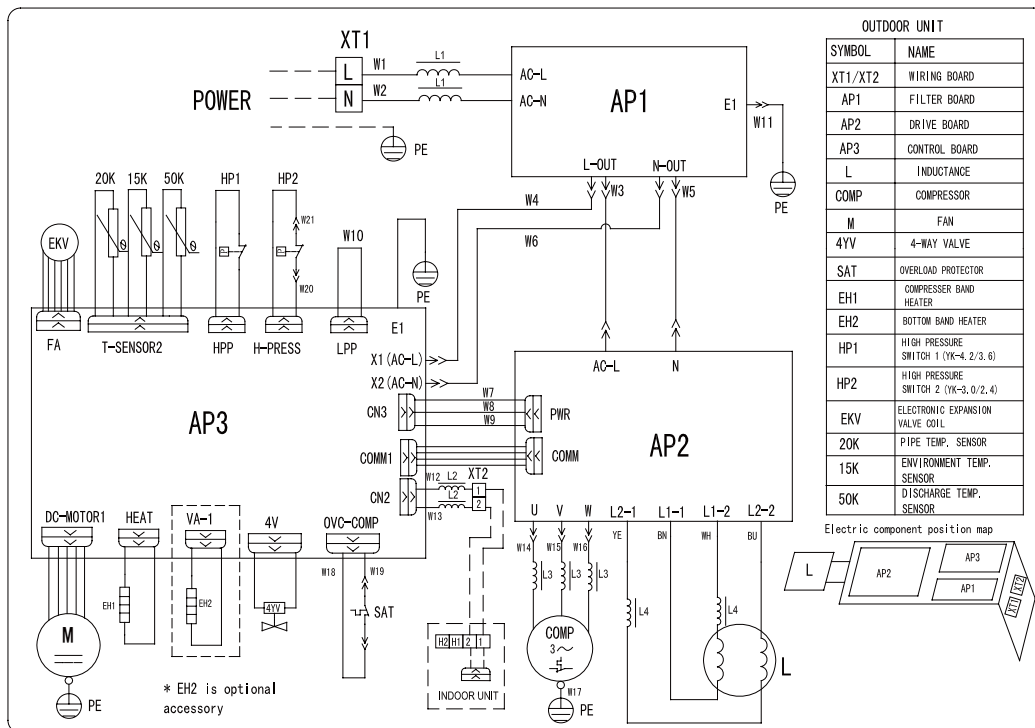 XT1
L
N
W1
W2
L1
L1
POWER
PE
AC-L
AC-N
AP1
E1
W11
PE
L-OUT
N-OUT
W3
W5
W4
W6
20K
15K
50K
HP1
HP2
P
P
W21
W20
W10
PE
EKV
θ
θ
θ
FA
T-SENSOR2
HPP
H-PRESS
LPP
E1
X1(AC-L)
X2(AC-N)
AP3
CN3
W7
W8
W9
PWR
COMM1
COMM
CN2
W12
L2
L2
W13
XT2
1
2
AC-L
N
AP2
U
V
W
L2-1
L1-1
L1-2
L2-2
W14
W15
W16
YE
BN
WH
BU
L3
L3
L3
L4
L4
COMP
3～
W17
PE
L
DC-MOTOR1
HEAT
VA-1
4V
OVC-COMP
W18
W19
EH1
EH2
4YV
SAT
M
PE
H2
H1
2
1
INDOOR UNIT
* EH2 is optional
accessory
OUTDOOR UNIT
SYMBOL NAME
XT1/XT2 WIRING BOARD
AP1 FILTER BOARD
AP2 DRIVE BOARD
AP3 CONTROL BOARD
L INDUCTANCE
COMP COMPRESSOR
M FAN
4YV 4-WAY VALVE
SAT OVERLOAD PROTECTOR
EH1 COMPRESSER BAND
HEATER
EH2 BOTTOM BAND HEATER
HP1 HIGH PRESSURE
SWITCH 1 (YK-4.2/3.6)
HP2 HIGH PRESSURE
SWITCH 2 (YK-3.0/2.4)
EKV ELECTRONIC EXPANSION
VALVE COIL
20K PIPE TEMP. SENSOR
15K ENVIRONMENT TEMP.
SENSOR
50K DISCHARGE TEMP.
SENSOR
Electric component position map
L
AP2
AP3
AP1
XT1
XT2